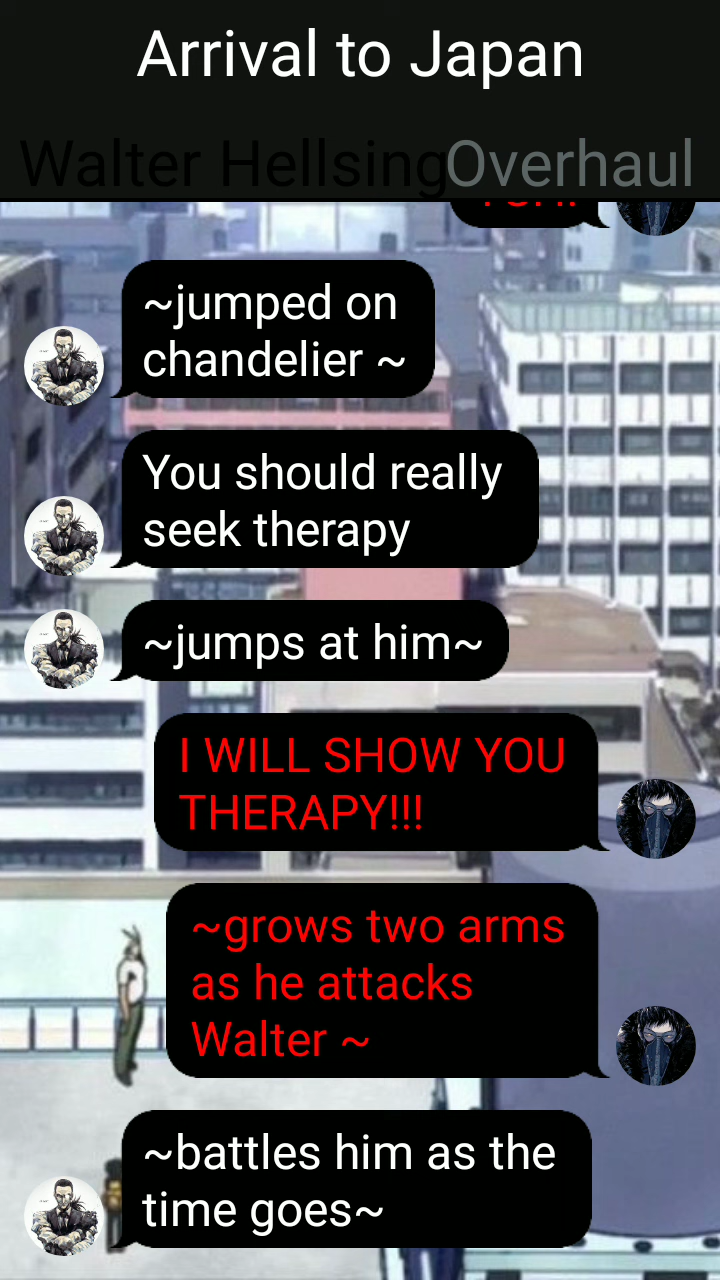 Arrival to Japan
Walter Hellsing Overhaul
~jumped on
chandelier ~
You should really
seek therapy
~jumps at him~
I WILL SHOW YOU
THERAPY!!!
~grows two arms
as he attacks
Walter ~
~battles him as the
time goes~